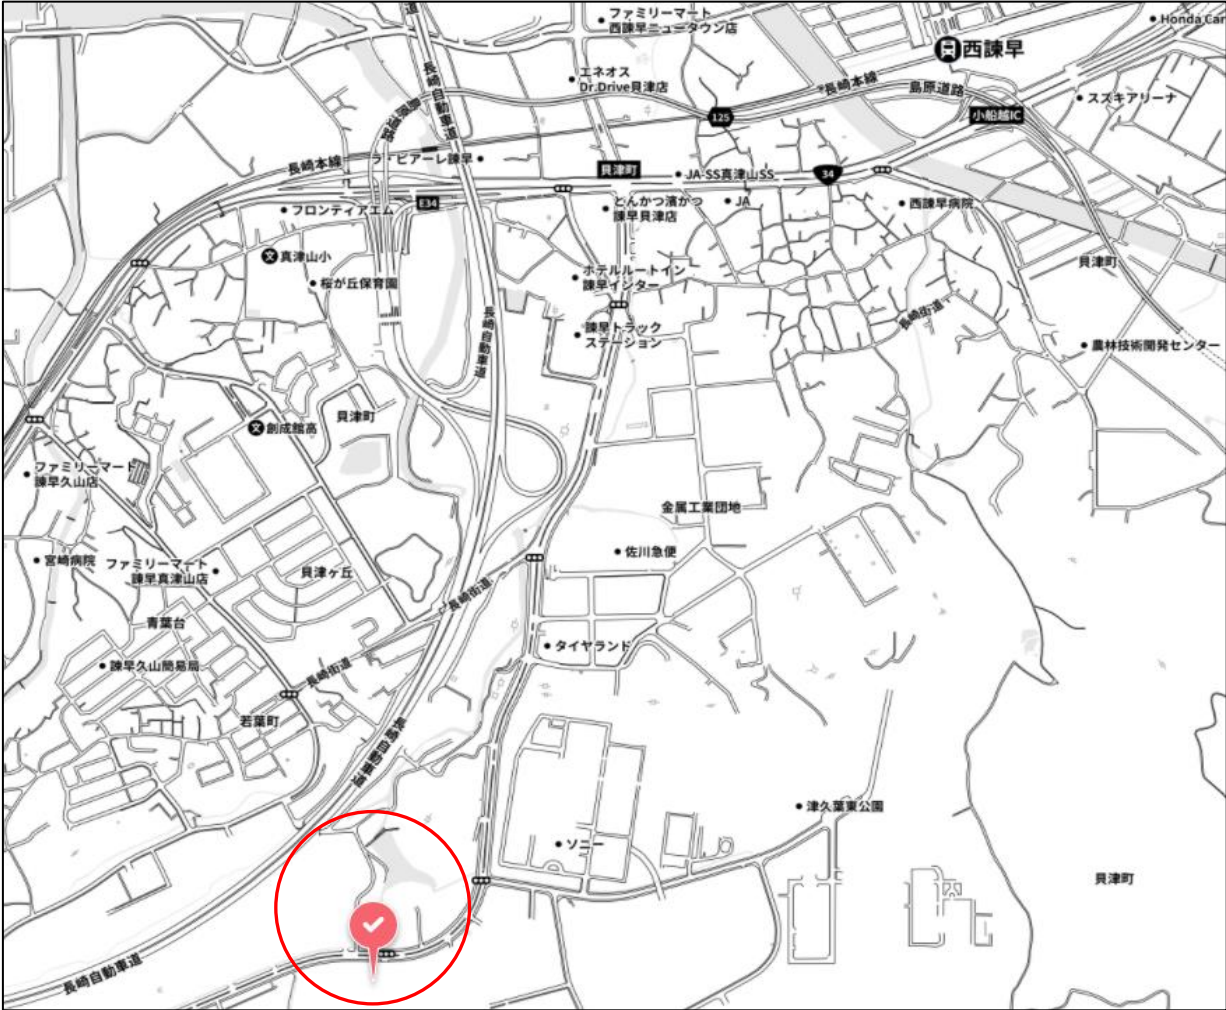 ファミリーマート
西諫早ニュータウン店
Honda Car
西諫早
エネオス
Dr.Drive貝津店
長崎自動車道
長崎本線
島原道路
スズキアリーナ
125
小船越IC
島原道路
長崎本線
ラ・ビアーレ諫早
貝津町
JA-SS真津山SS
34
E34
フロンティアエム
とんかつ濱かつ
諫早貝津店
JA
西諫早病院
文
真津山小
桜が丘保育園
ホテルルートイン
諫早インター
貝津町
長崎街道
長崎自動車道
諫早トラック
ステーション
農林技術開発センター
貝津町
文
創成館高
ファミリーマート
諫早久山店
金属工業団地
佐川急便
宮崎病院
ファミリーマート
諫早真津山店
貝津ヶ丘
長崎街道
青葉台
タイヤランド
諫早久山簡易局
長崎街道
若葉町
長崎自動車道
津久葉東公園
ソニー
貝津町
長崎自動車道